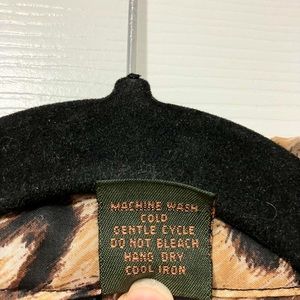 MACHINE WASH
COLD
GENTLE CYCLE
DO NOT BLEACH
HANG DRY
COOL IRON